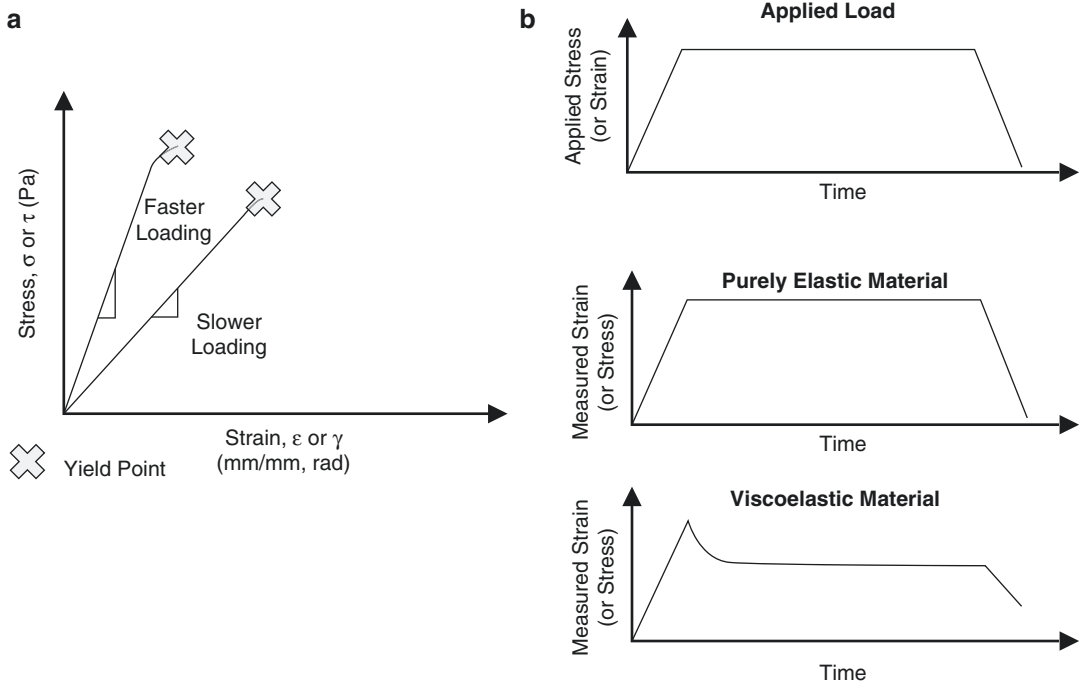 a
Stress, σ or τ (Pa)
Faster
Loading
Slower
Loading
Strain, ε or γ
(mm/mm, rad)
Yield Point
b
Applied Load
Applied Stress
(or Strain)
Time
Purely Elastic Material
Measured Strain
(or Stress)
Time
Viscoelastic Material
Measured Strain
(or Stress)
Time